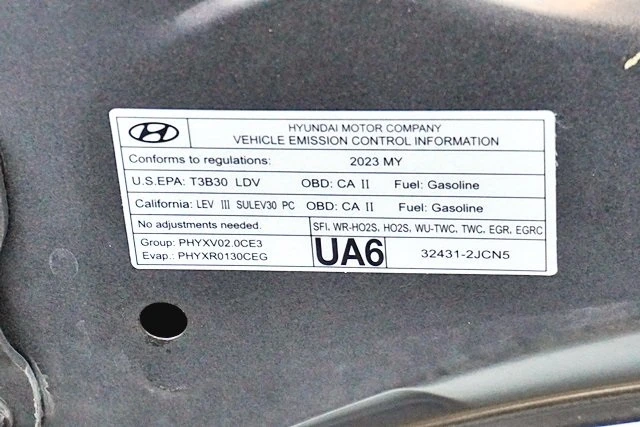 HYUNDAI MOTOR COMPANY
VEHICLE EMISSION CONTROL INFORMATION
Conforms to regulations: 2023 MY
U.S.EPA: T3B30 LDV OBD: CA II Fuel: Gasoline
California: LEV III SULEV30 PC OBD: CA II Fuel: Gasoline
No adjustments needed. SFI, WR-HO2S, HO2S, WU-TWC, TWC, EGR, EGRC
Group: PHYXV02.0CE3
Evap.: PHYXR0130CEG
UA6 32431-2JCN5